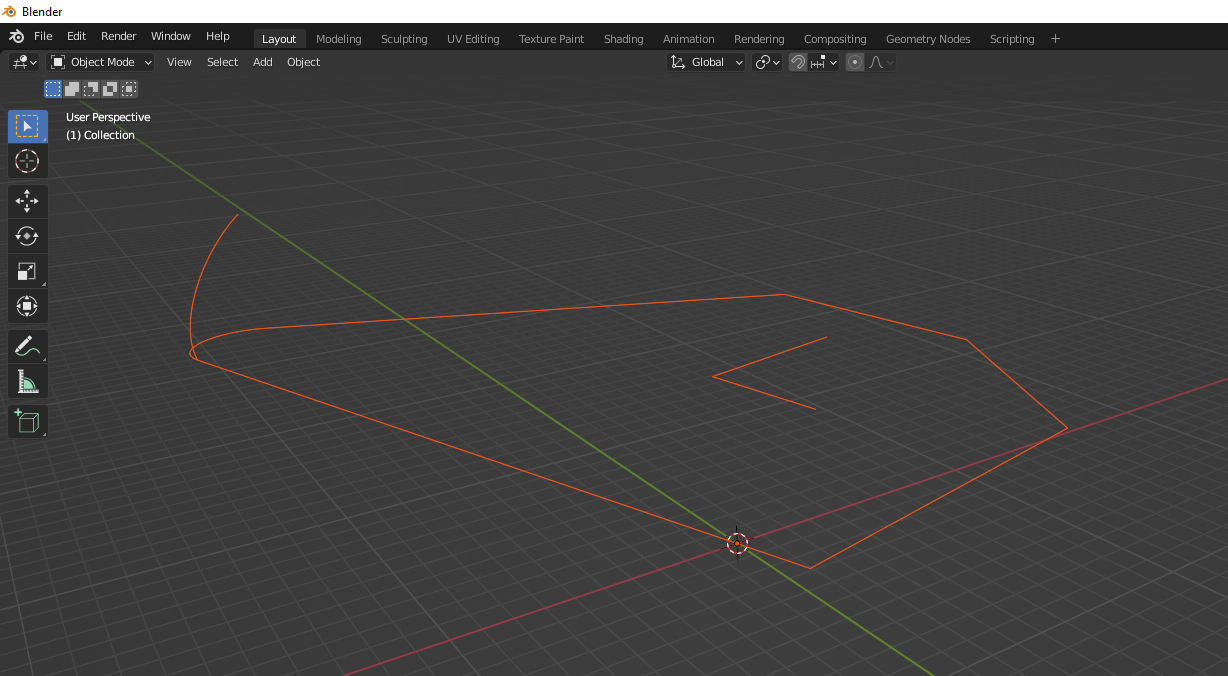 Blender
File Edit Render Window Help Layout Modeling Sculpting UV Editing Texture Paint Shading Animation Rendering Compositing Geometry Nodes Scripting +
Object Mode View Select Add Object Global
User Perspective
(1) Collection